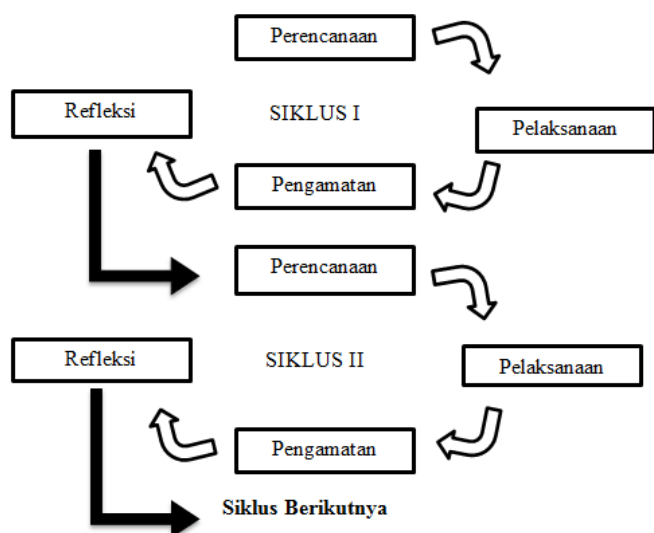 Perencanaan
Refleksi
SIKLUS I
Pelaksanaan
Pengamatan
Perencanaan
Refleksi
SIKLUS II
Pelaksanaan
Pengamatan
Siklus Berikutnya